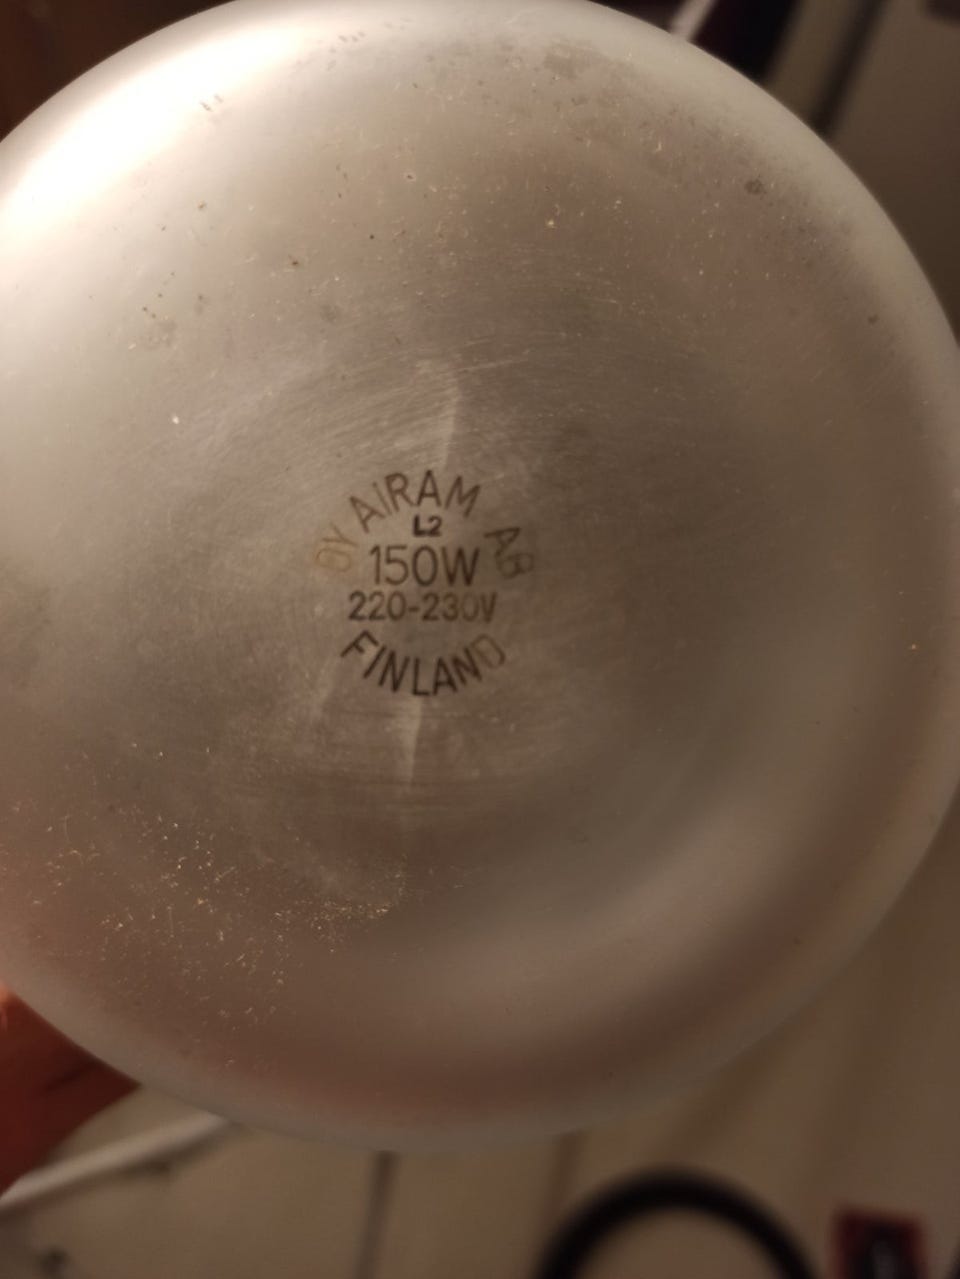 OY AIRAM AB
L2
150W
220-230V
FINLAND